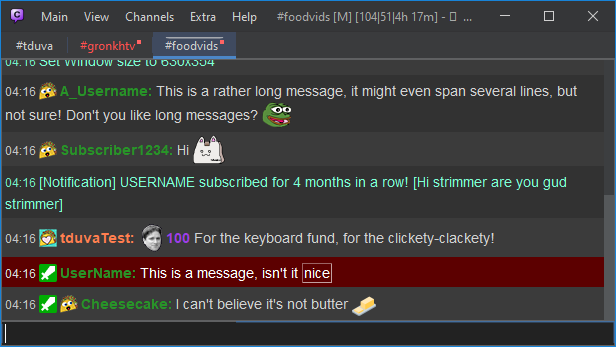 Main View Channels Extra Help #foodvids [M] [104|51|4h 17m] - ...
#tduva #gronkhtv #foodvids
04:16 Set Window size to 630x354
04:16 A_Username: This is a rather long message, it might even span several lines, but
not sure! Don't you like long messages?
04:16 Subscriber1234: Hi
04:16 [Notification] USERNAME subscribed for 4 months in a row! [Hi strimmer are you gud
strimmer]
04:16 tduvaTest: 100 For the keyboard fund, for the clickety-clackety!
04:16 UserName: This is a message, isn't it nice
04:16 Cheesecake: I can't believe it's not butter